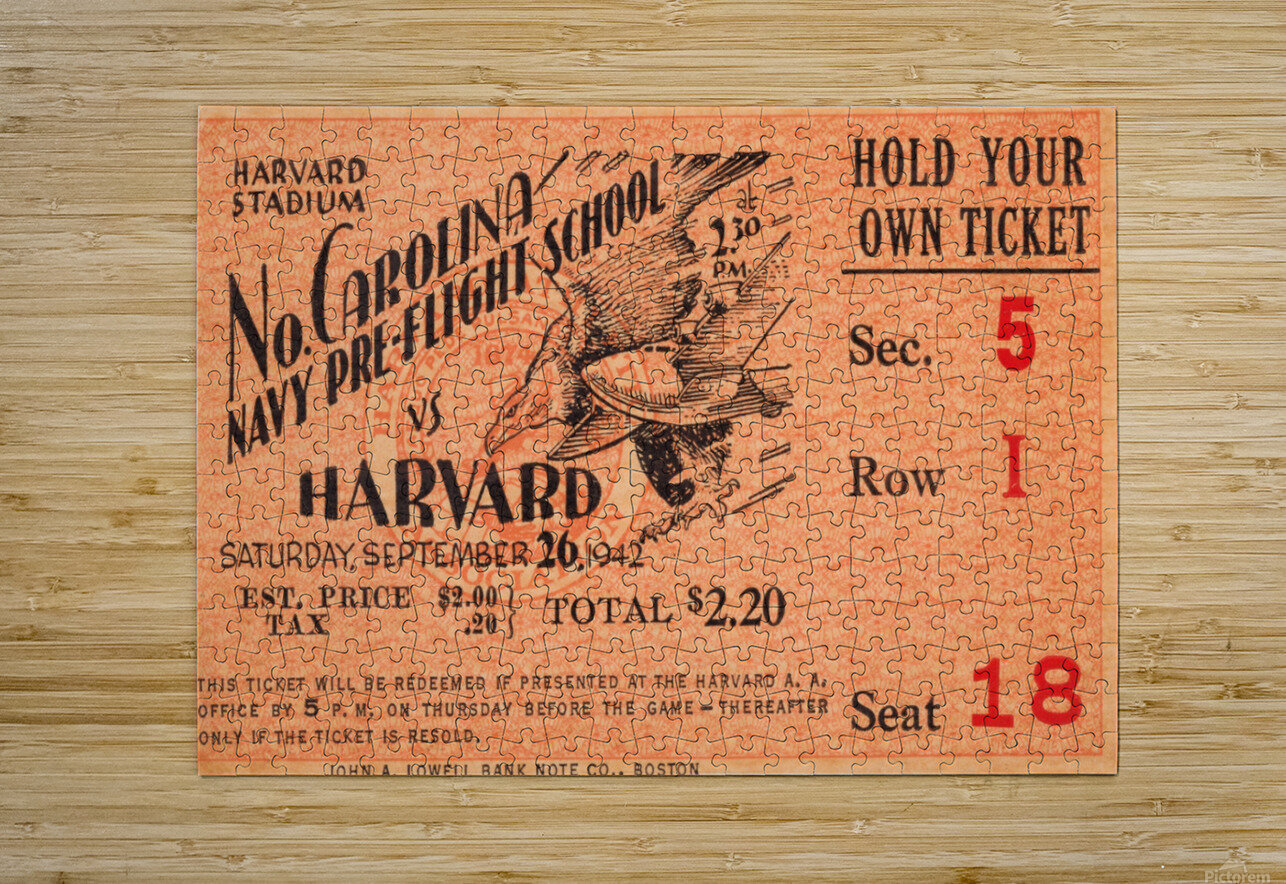 HARVARD
STADIUM
No. CAROLINA
NAVY PRE-FLIGHT SCHOOL
at
2.30
P.M.
VS
HARVARD
SATURDAY, SEPTEMBER 26, 1942
EST. PRICE $2.00
TAX .20
TOTAL $2.20
THIS TICKET WILL BE REDEEMED IF PRESENTED AT THE HARVARD A. A.
OFFICE BY 5 P. M. ON THURSDAY BEFORE THE GAME — THEREAFTER
ONLY IF THE TICKET IS RESOLD.
JOHN A. LOWELL BANK NOTE CO., BOSTON
HOLD YOUR
OWN TICKET
Sec. 5
Row I
Seat 18
Pictorem